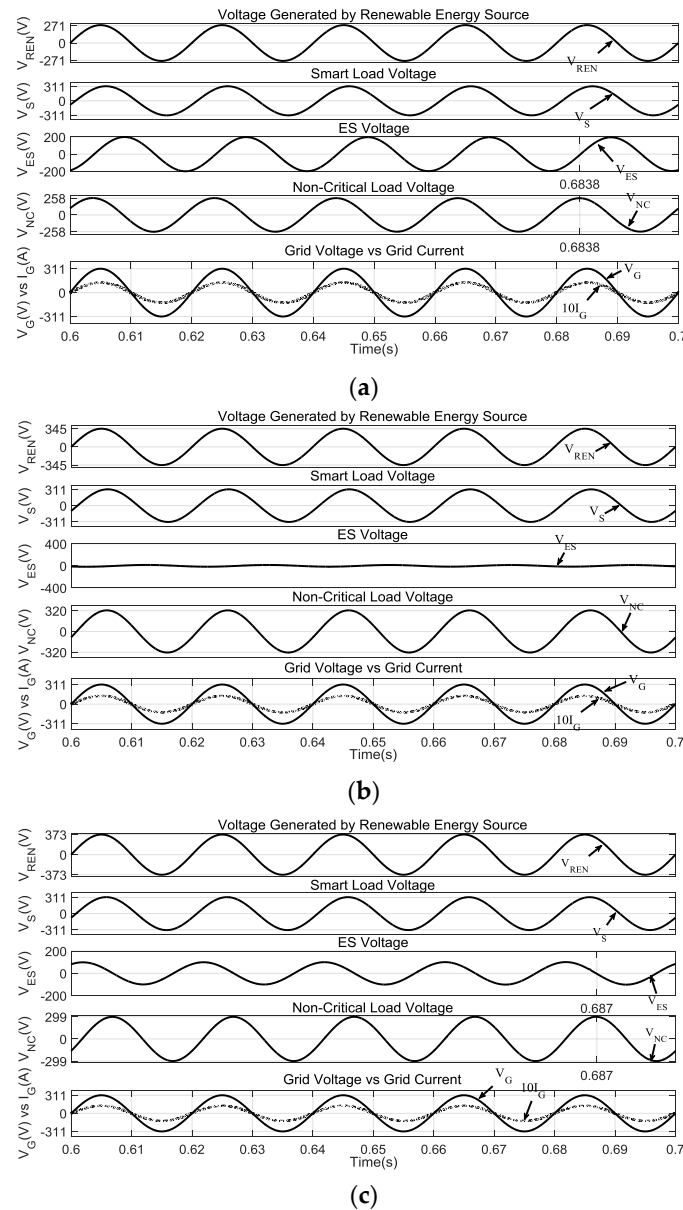 Voltage Generated by Renewable Energy Source
V_REN(V)
271
0
-271
V_REN
Smart Load Voltage
V_S(V)
311
0
-311
V_S
ES Voltage
V_ES(V)
200
0
-200
V_ES
0.6838
Non-Critical Load Voltage
V_NC(V)
258
0
-258
V_NC
0.6838
Grid Voltage vs Grid Current
V_G(V) vs I_G(A)
311
0
-311
V_G
10I_G
0.6 0.61 0.62 0.63 0.64 0.65 0.66 0.67 0.68 0.69 0.7
Time(s)
(a)
Voltage Generated by Renewable Energy Source
V_REN(V)
345
0
-345
V_REN
Smart Load Voltage
V_S(V)
311
0
-311
V_S
ES Voltage
V_ES(V)
400
0
-400
V_ES
Non-Critical Load Voltage
V_NC(V)
320
0
-320
V_NC
Grid Voltage vs Grid Current
V_G(V) vs I_G(A)
311
0
-311
V_G
10I_G
0.6 0.61 0.62 0.63 0.64 0.65 0.66 0.67 0.68 0.69 0.7
Time(s)
(b)
Voltage Generated by Renewable Energy Source
V_REN(V)
373
0
-373
V_REN
Smart Load Voltage
V_S(V)
311
0
-311
V_S
ES Voltage
V_ES(V)
200
0
-200
V_ES
0.687
Non-Critical Load Voltage
V_NC(V)
299
0
-299
V_NC
0.687
Grid Voltage vs Grid Current
V_G(V) vs I_G(A)
311
0
-311
V_G
10I_G
0.6 0.61 0.62 0.63 0.64 0.65 0.66 0.67 0.68 0.69 0.7
Time(s)
(c)